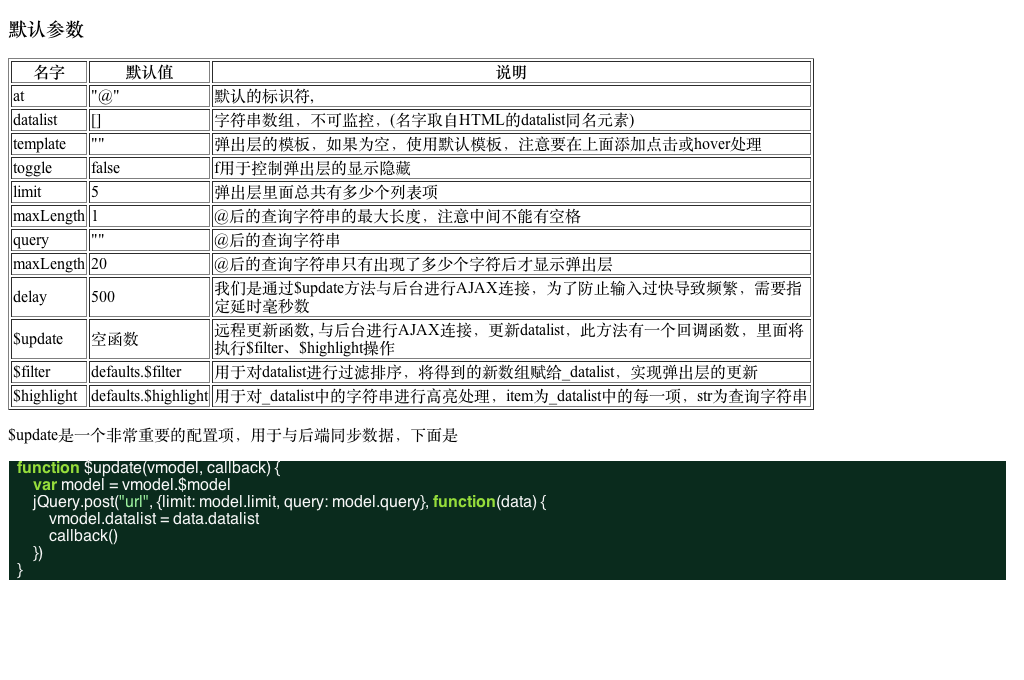 默认参数
名字 默认值 说明
at "@" 默认的标识符,
datalist [] 字符串数组，不可监控，(名字取自HTML的datalist同名元素)
template "" 弹出层的模板，如果为空，使用默认模板，注意要在上面添加点击或hover处理
toggle false f用于控制弹出层的显示隐藏
limit 5 弹出层里面总共有多少个列表项
maxLength 1 @后的查询字符串的最大长度，注意中间不能有空格
query "" @后的查询字符串
maxLength 20 @后的查询字符串只有出现了多少个字符后才显示弹出层
delay 500 我们是通过$update方法与后台进行AJAX连接，为了防止输入过快导致频繁，需要指
定延时毫秒数
$update 空函数 远程更新函数, 与后台进行AJAX连接，更新datalist，此方法有一个回调函数，里面将
执行$filter、$highlight操作
$filter defaults.$filter 用于对datalist进行过滤排序，将得到的新数组赋给_datalist，实现弹出层的更新
$highlight defaults.$highlight 用于对_datalist中的字符串进行高亮处理，item为_datalist中的每一项，str为查询字符串
$update是一个非常重要的配置项，用于与后端同步数据，下面是
function $update(vmodel, callback) {
var model = vmodel.$model
jQuery.post("url", {limit: model.limit, query: model.query}, function(data) {
vmodel.datalist = data.datalist
callback()
})
}